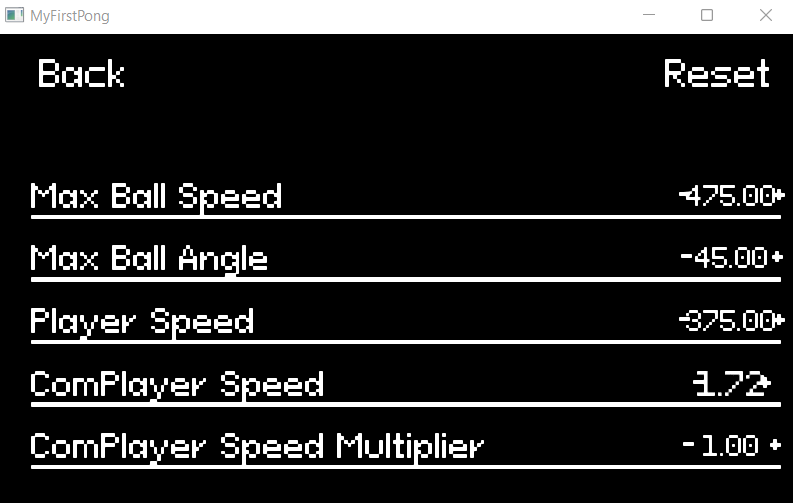 MyFirstPong
Back Reset
Max Ball Speed -475.00+
Max Ball Angle -45.00+
Player Speed -375.00+
ComPlayer Speed -1.72+
ComPlayer Speed Multiplier - 1.00 +